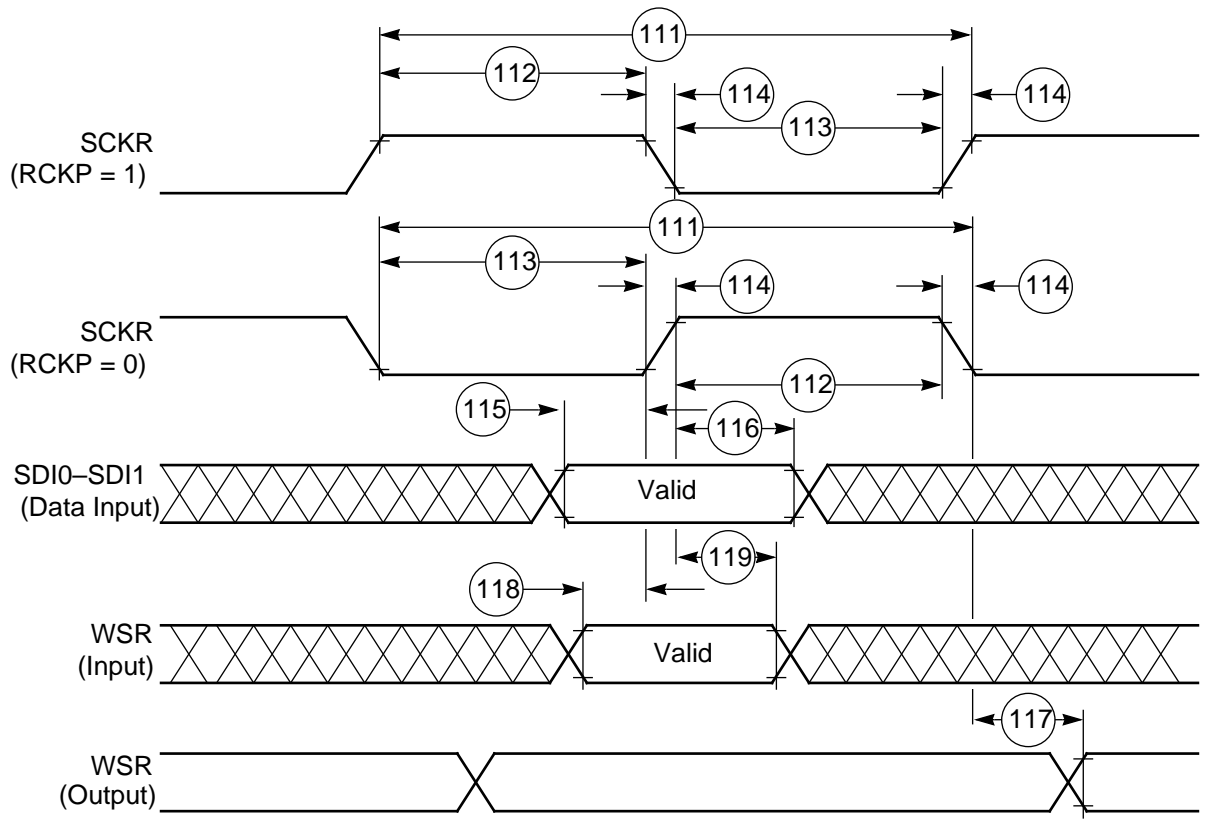 111
112
114
114
113
SCKR
(RCKP = 1)
111
113
114
114
SCKR
(RCKP = 0)
112
115
116
SDI0–SDI1
(Data Input)
Valid
119
118
WSR
(Input)
Valid
117
WSR
(Output)